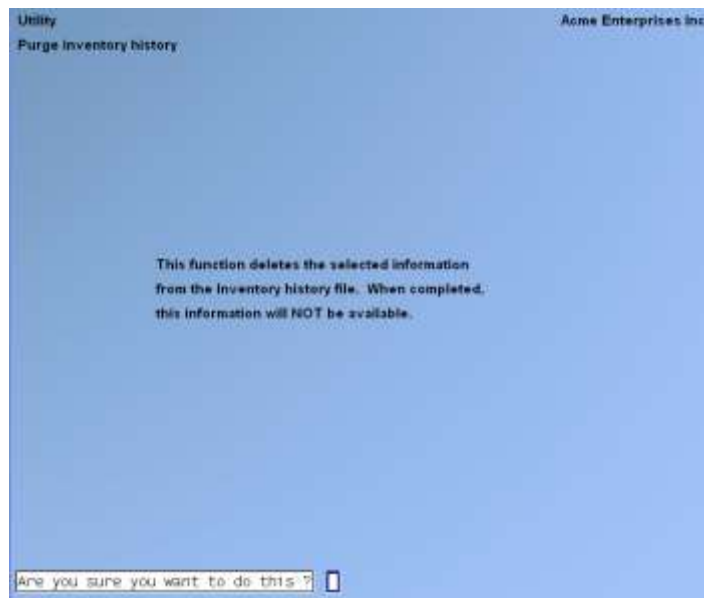 Utility
Acme Enterprises Inc
Purge Inventory history
This function deletes the selected information
from the Inventory history file. When completed,
this information will NOT be available.
Are you sure you want to do this ?